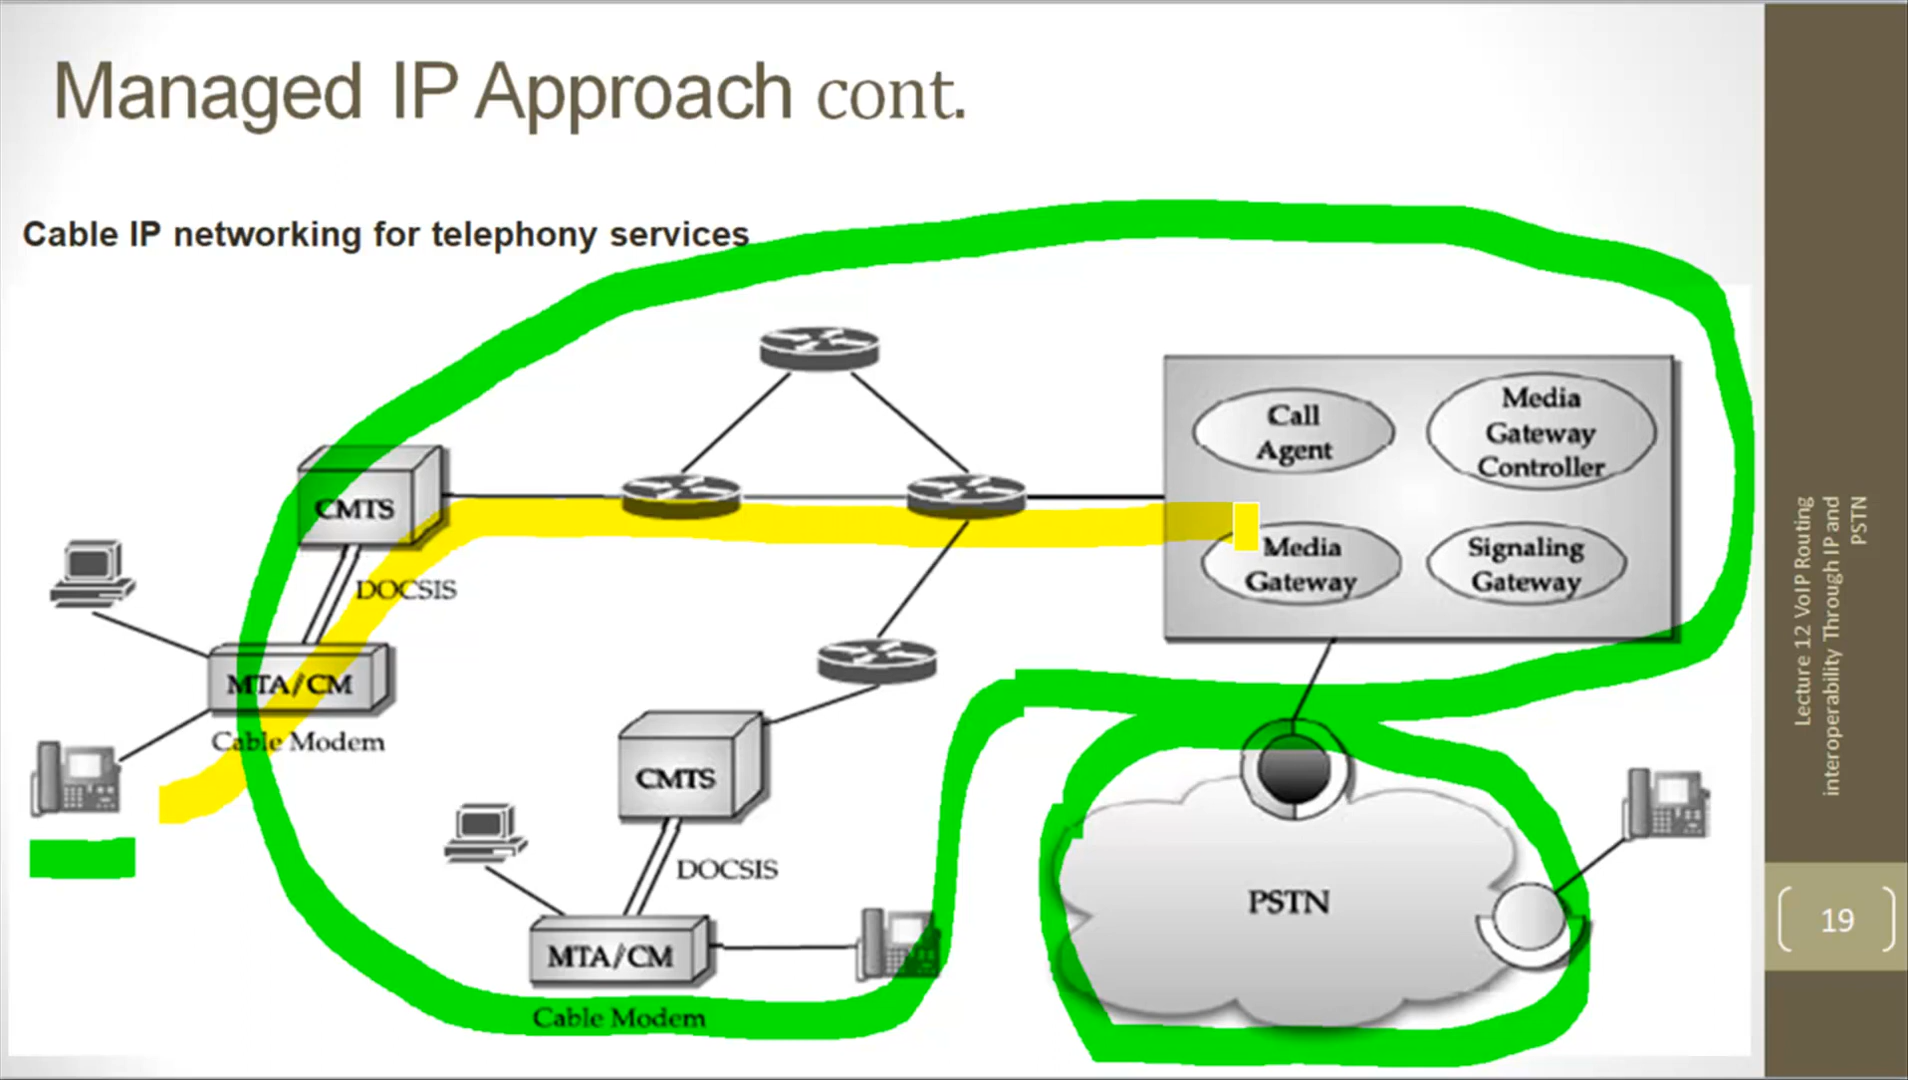 Managed IP Approach cont.
Cable IP networking for telephony services
Call
Agent
Media
Gateway
Controller
Media
Gateway
Signaling
Gateway
CMTS
DOCSIS
MTA/CM
Cable Modem
CMTS
DOCSIS
MTA/CM
Cable Modem
PSTN
Lecture 12 VoIP Routing
interoperability Through IP and
PSTN
19